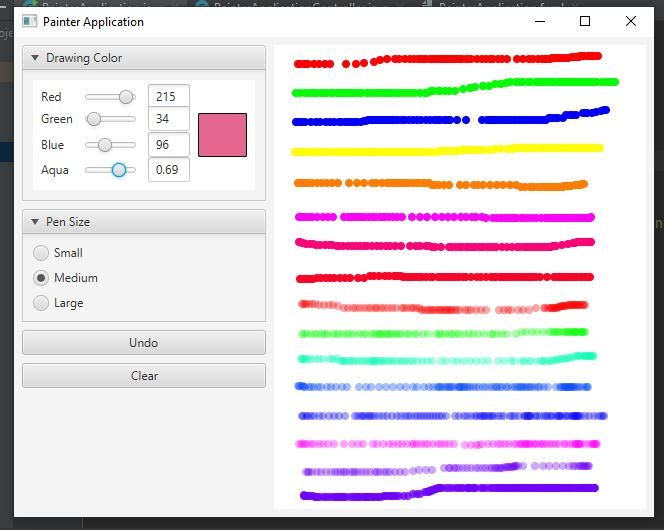 Painter Application
Drawing Color
Red 215
Green 34
Blue 96
Aqua 0.69
Pen Size
Small
Medium
Large
Undo
Clear